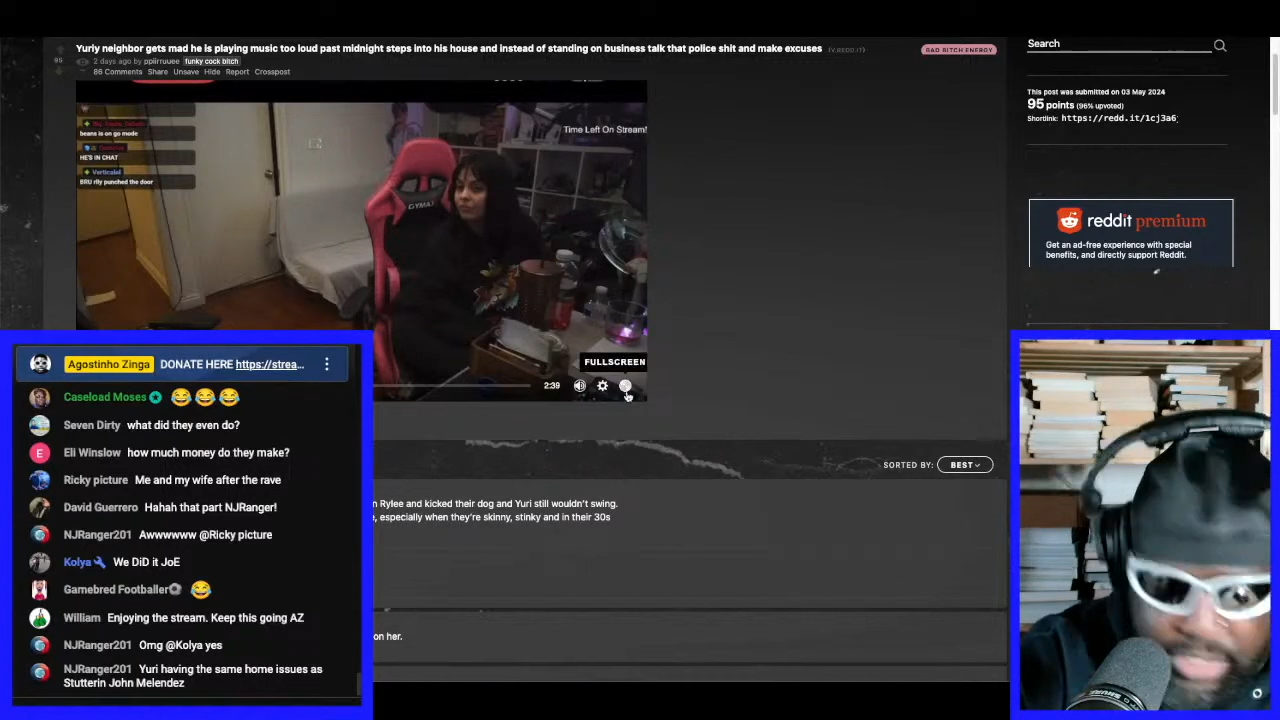 Yuriy neighbor gets mad he is playing music too loud past midnight steps into his house and instead of standing on business talk that police shit and make excuses (V.REDD.IT)
BAD BITCH ENERGY
95
2 days ago by ppiirruuee funky cock bitch
86 Comments Share Unsave Hide Report Crosspost
Search
This post was submitted on 03 May 2024
95 points (96% upvoted)
Shortlink: https://redd.it/1cj3a6
reddit premium
Get an ad-free experience with special
benefits, and directly support Reddit.
Time Left On Stream!
beans is on go mode
HE'S IN CHAT
Verticalel
BRU rlly punched the door
GYMAX
FULLSCREEN
2:39
SORTED BY: BEST
n Rylee and kicked their dog and Yuri still wouldn't swing.
, especially when they're skinny, stinky and in their 30s
on her.
Agostinho Zinga DONATE HERE https://strea...
Caseload Moses 😂😂😂
Seven Dirty what did they even do?
E Eli Winslow how much money do they make?
Ricky picture Me and my wife after the rave
David Guerrero Hahah that part NJRanger!
NJRanger201 Awwwwww @Ricky picture
Kolya We DiD it JoE
Gamebred Footballer 😂
William Enjoying the stream. Keep this going AZ
NJRanger201 Omg @Kolya yes
NJRanger201 Yuri having the same home issues as
Stutterin John Melendez